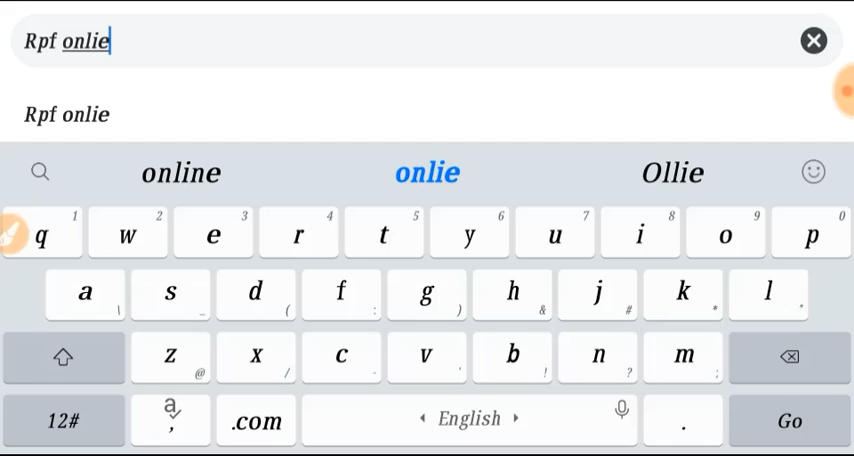 Rpf onlie
Rpf onlie
online onlie Ollie
1 2 3 4 5 6 7 8 9 0
q w e r t y u i o p
a s d f g h j k l
\ _ ( : ) & # * "
z x c v b n m
@ / - ' ! ? ;
12# a , .com English . Go